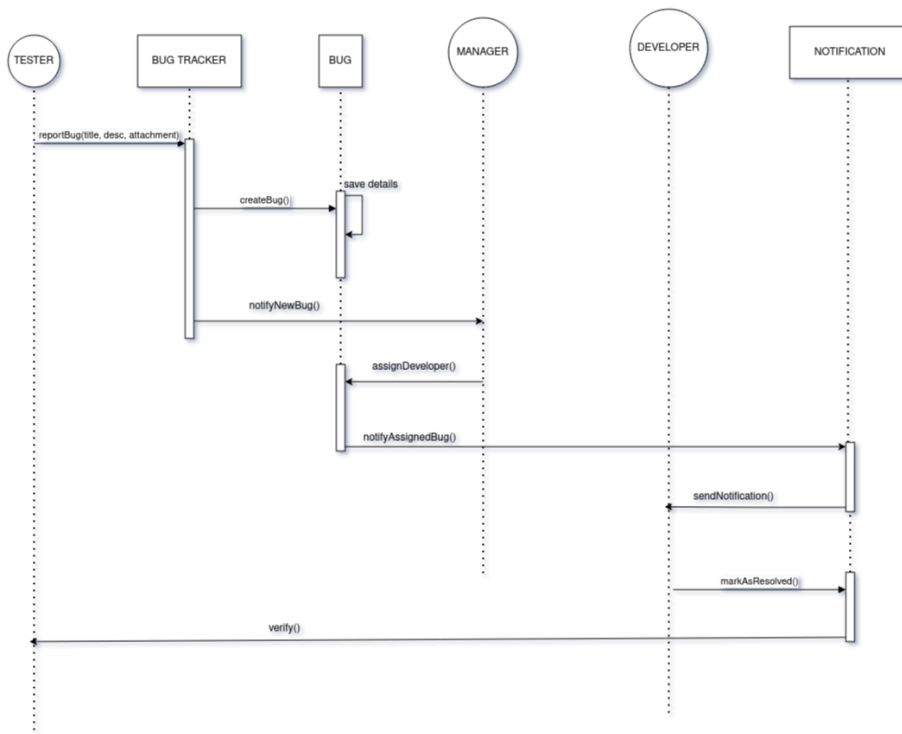 TESTER
BUG TRACKER
BUG
MANAGER
DEVELOPER
NOTIFICATION
reportBug(title, desc, attachment)
save details
createBug()
notifyNewBug()
assignDeveloper()
notifyAssignedBug()
sendNotification()
markAsResolved()
verify()